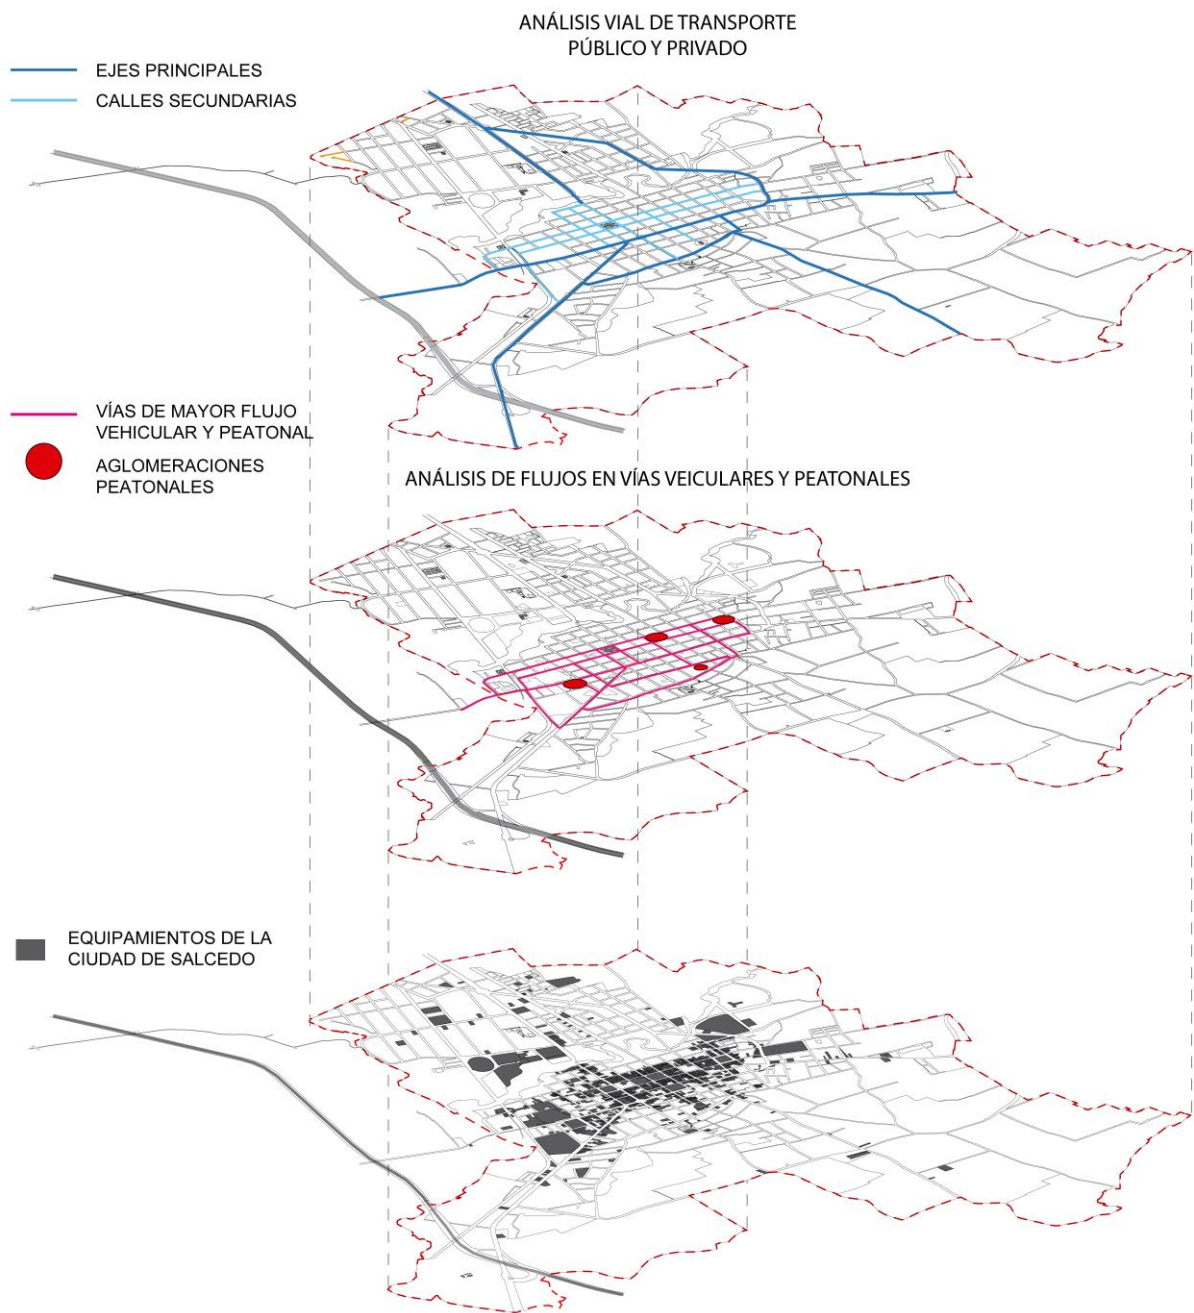 ANÁLISIS VIAL DE TRANSPORTE
PÚBLICO Y PRIVADO
EJES PRINCIPALES
CALLES SECUNDARIAS
VÍAS DE MAYOR FLUJO
VEHICULAR Y PEATONAL
AGLOMERACIONES
PEATONALES
ANÁLISIS DE FLUJOS EN VÍAS VEICULARES Y PEATONALES
EQUIPAMIENTOS DE LA
CIUDAD DE SALCEDO